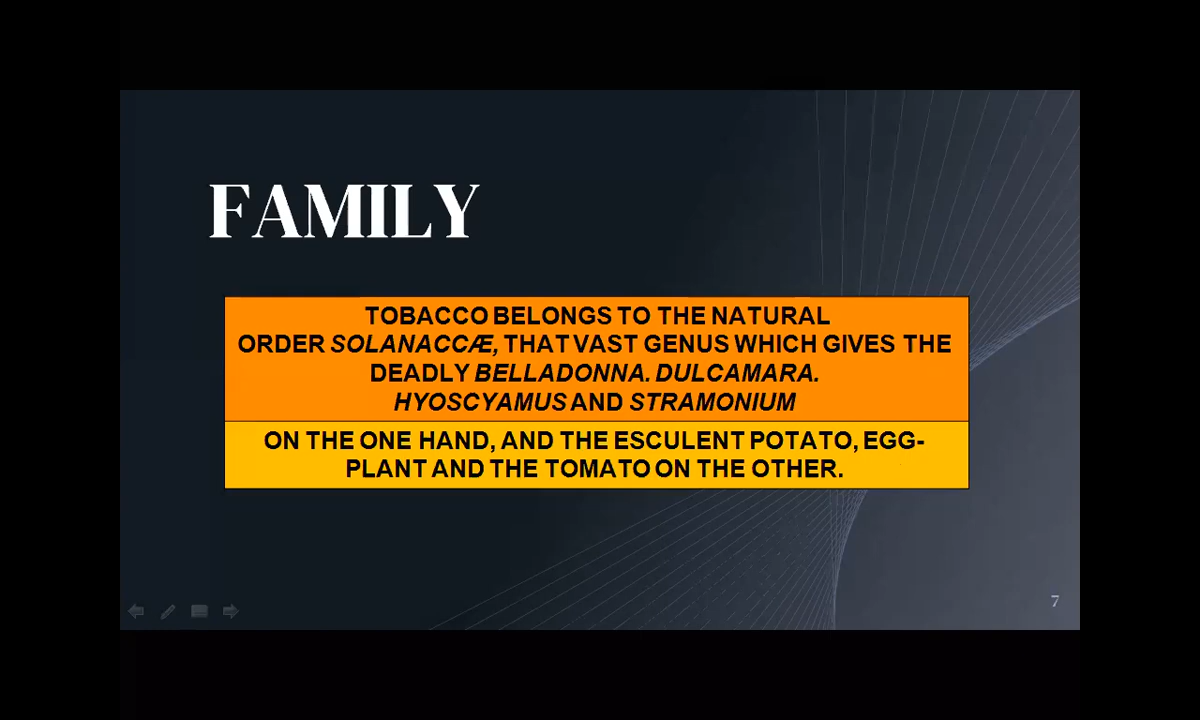 FAMILY
TOBACCO BELONGS TO THE NATURAL
ORDER SOLANACCÆ, THAT VAST GENUS WHICH GIVES THE
DEADLY BELLADONNA. DULCAMARA.
HYOSCYAMUS AND STRAMONIUM
ON THE ONE HAND, AND THE ESCULENT POTATO, EGG-
PLANT AND THE TOMATO ON THE OTHER.
7